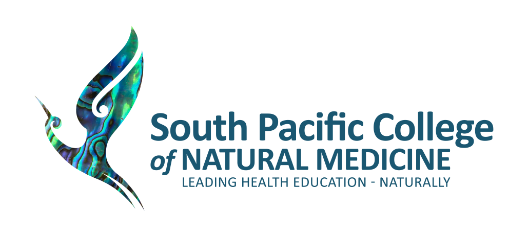 South Pacific College
of NATURAL MEDICINE
LEADING HEALTH EDUCATION - NATURALLY